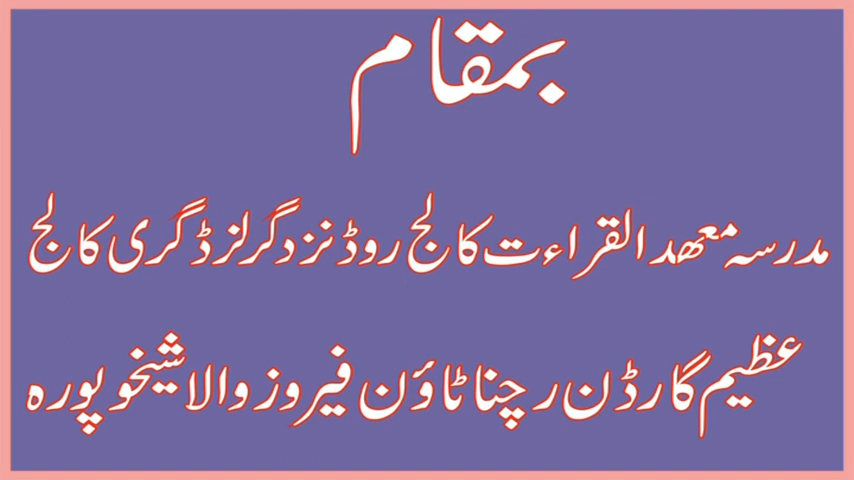 بمقام
مدرسہ معھد القراءت کالج روڈ نزد گرلز ڈگری کالج
عظیم گارڈن رچنا ٹاؤن فیروز والا شیخوپورہ